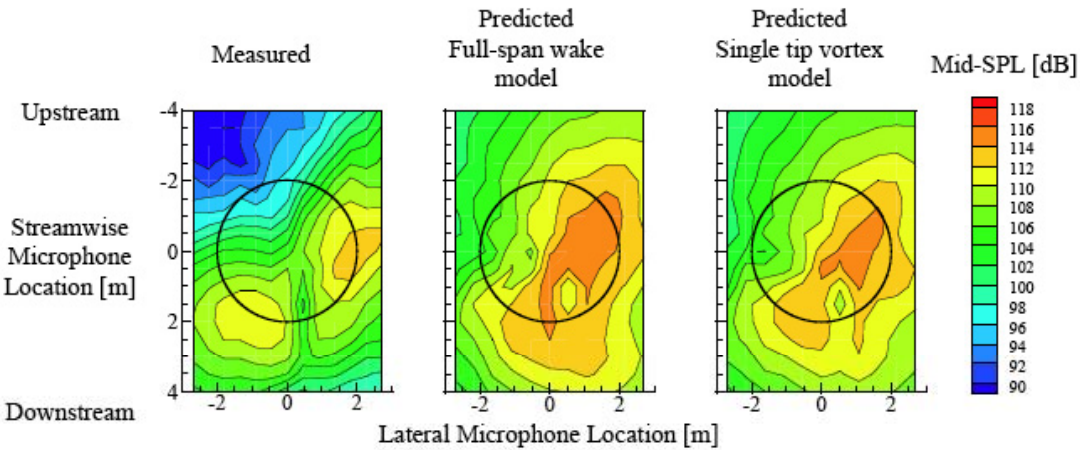 Measured
Predicted
Full-span wake
model
Predicted
Single tip vortex
model
Mid-SPL [dB]
Upstream
Streamwise
Microphone
Location [m]
Downstream
-4
-2
0
2
4
-2 0 2
-2 0 2
-2 0 2
Lateral Microphone Location [m]
118
116
114
112
110
108
106
104
102
100
98
96
94
92
90